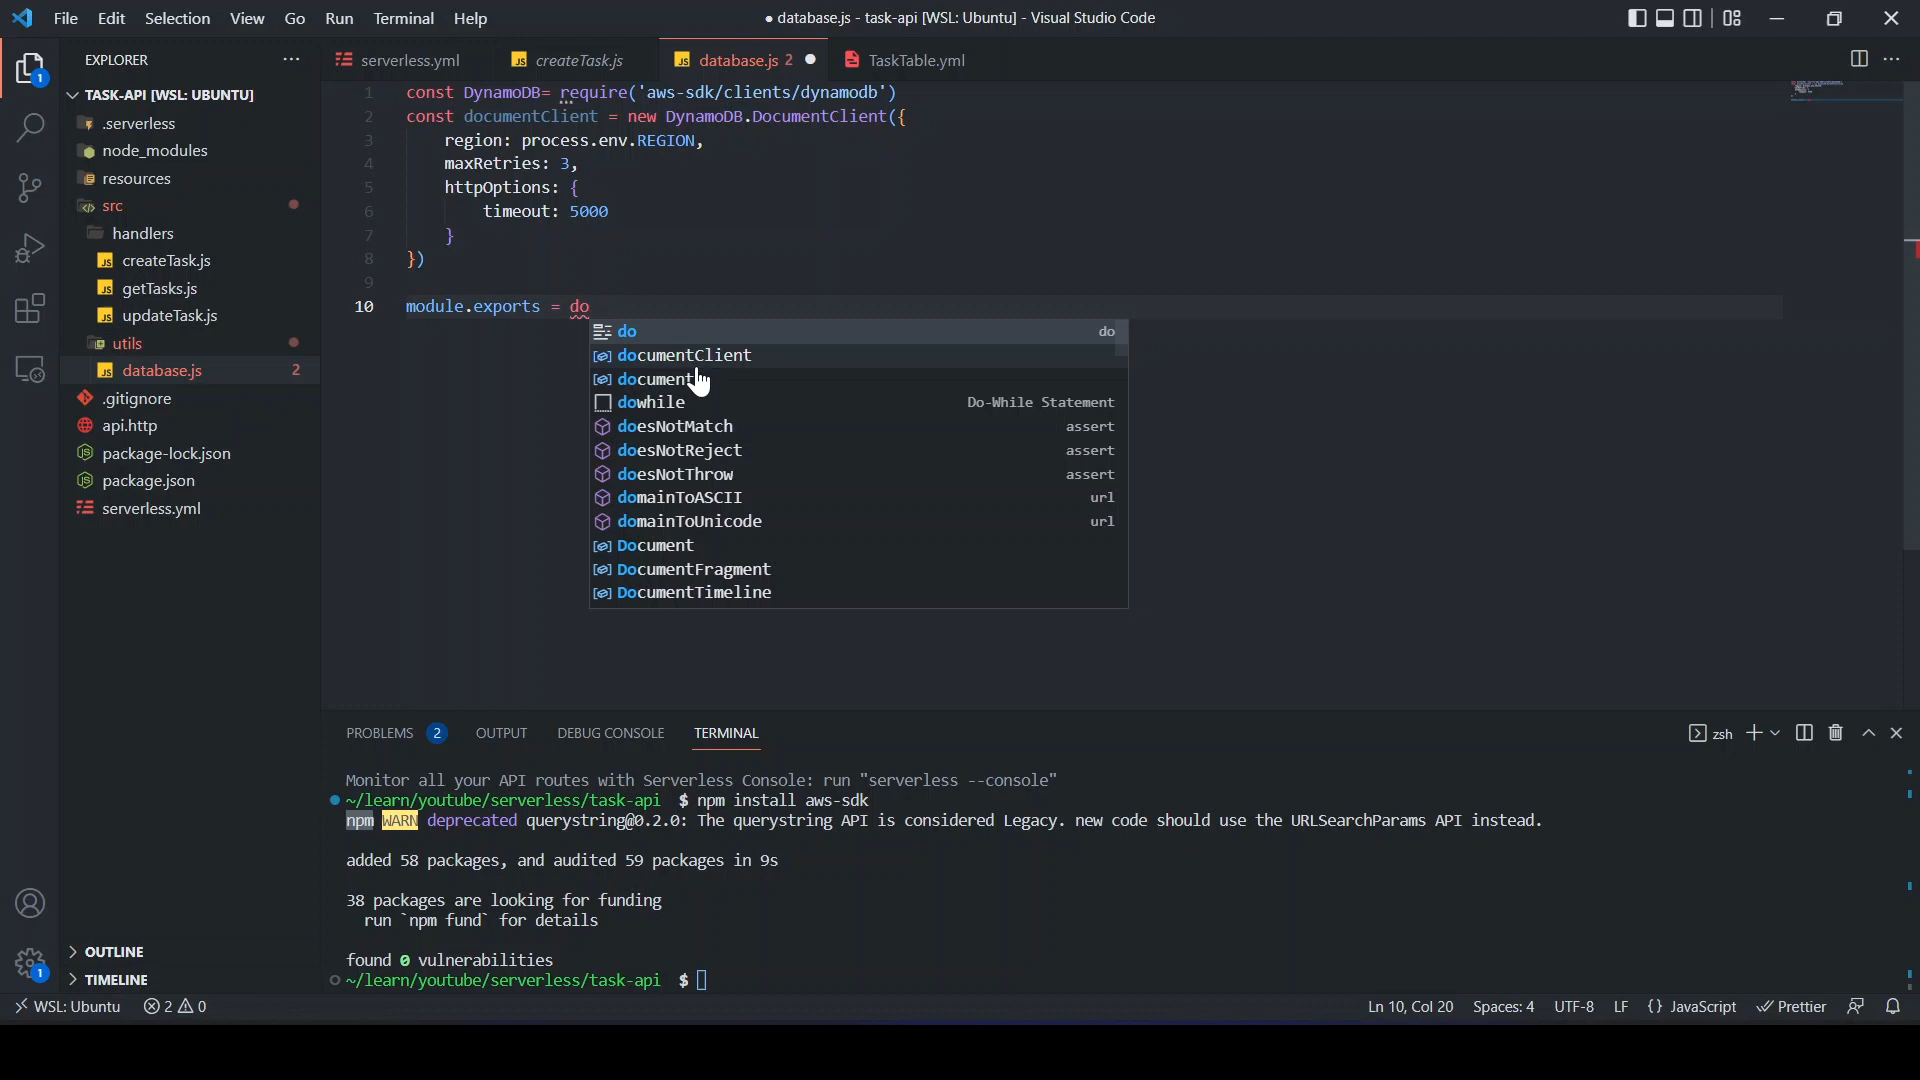 File Edit Selection View Go Run Terminal Help
● database.js - task-api [WSL: Ubuntu] - Visual Studio Code
EXPLORER
TASK-API [WSL: UBUNTU]
.serverless
node_modules
resources
src
handlers
createTask.js
getTasks.js
updateTask.js
utils
database.js 2
.gitignore
api.http
package-lock.json
package.json
serverless.yml
OUTLINE
TIMELINE
1
1
serverless.yml createTask.js database.js 2 ● TaskTable.yml
1 const DynamoDB= require('aws-sdk/clients/dynamodb')
2 const documentClient = new DynamoDB.DocumentClient({
3 region: process.env.REGION,
4 maxRetries: 3,
5 httpOptions: {
6 timeout: 5000
7 }
8 })
9
10 module.exports = do
do do
documentClient
document
dowhile Do-While Statement
doesNotMatch assert
doesNotReject assert
doesNotThrow assert
domainToASCII url
domainToUnicode url
Document
DocumentFragment
DocumentTimeline
PROBLEMS 2 OUTPUT DEBUG CONSOLE TERMINAL
zsh
Monitor all your API routes with Serverless Console: run "serverless --console"
~/learn/youtube/serverless/task-api $ npm install aws-sdk
npm WARN deprecated querystring@0.2.0: The querystring API is considered Legacy. new code should use the URLSearchParams API instead.
added 58 packages, and audited 59 packages in 9s
38 packages are looking for funding
run `npm fund` for details
found 0 vulnerabilities
~/learn/youtube/serverless/task-api $
WSL: Ubuntu 2 0
Ln 10, Col 20 Spaces: 4 UTF-8 LF {} JavaScript Prettier